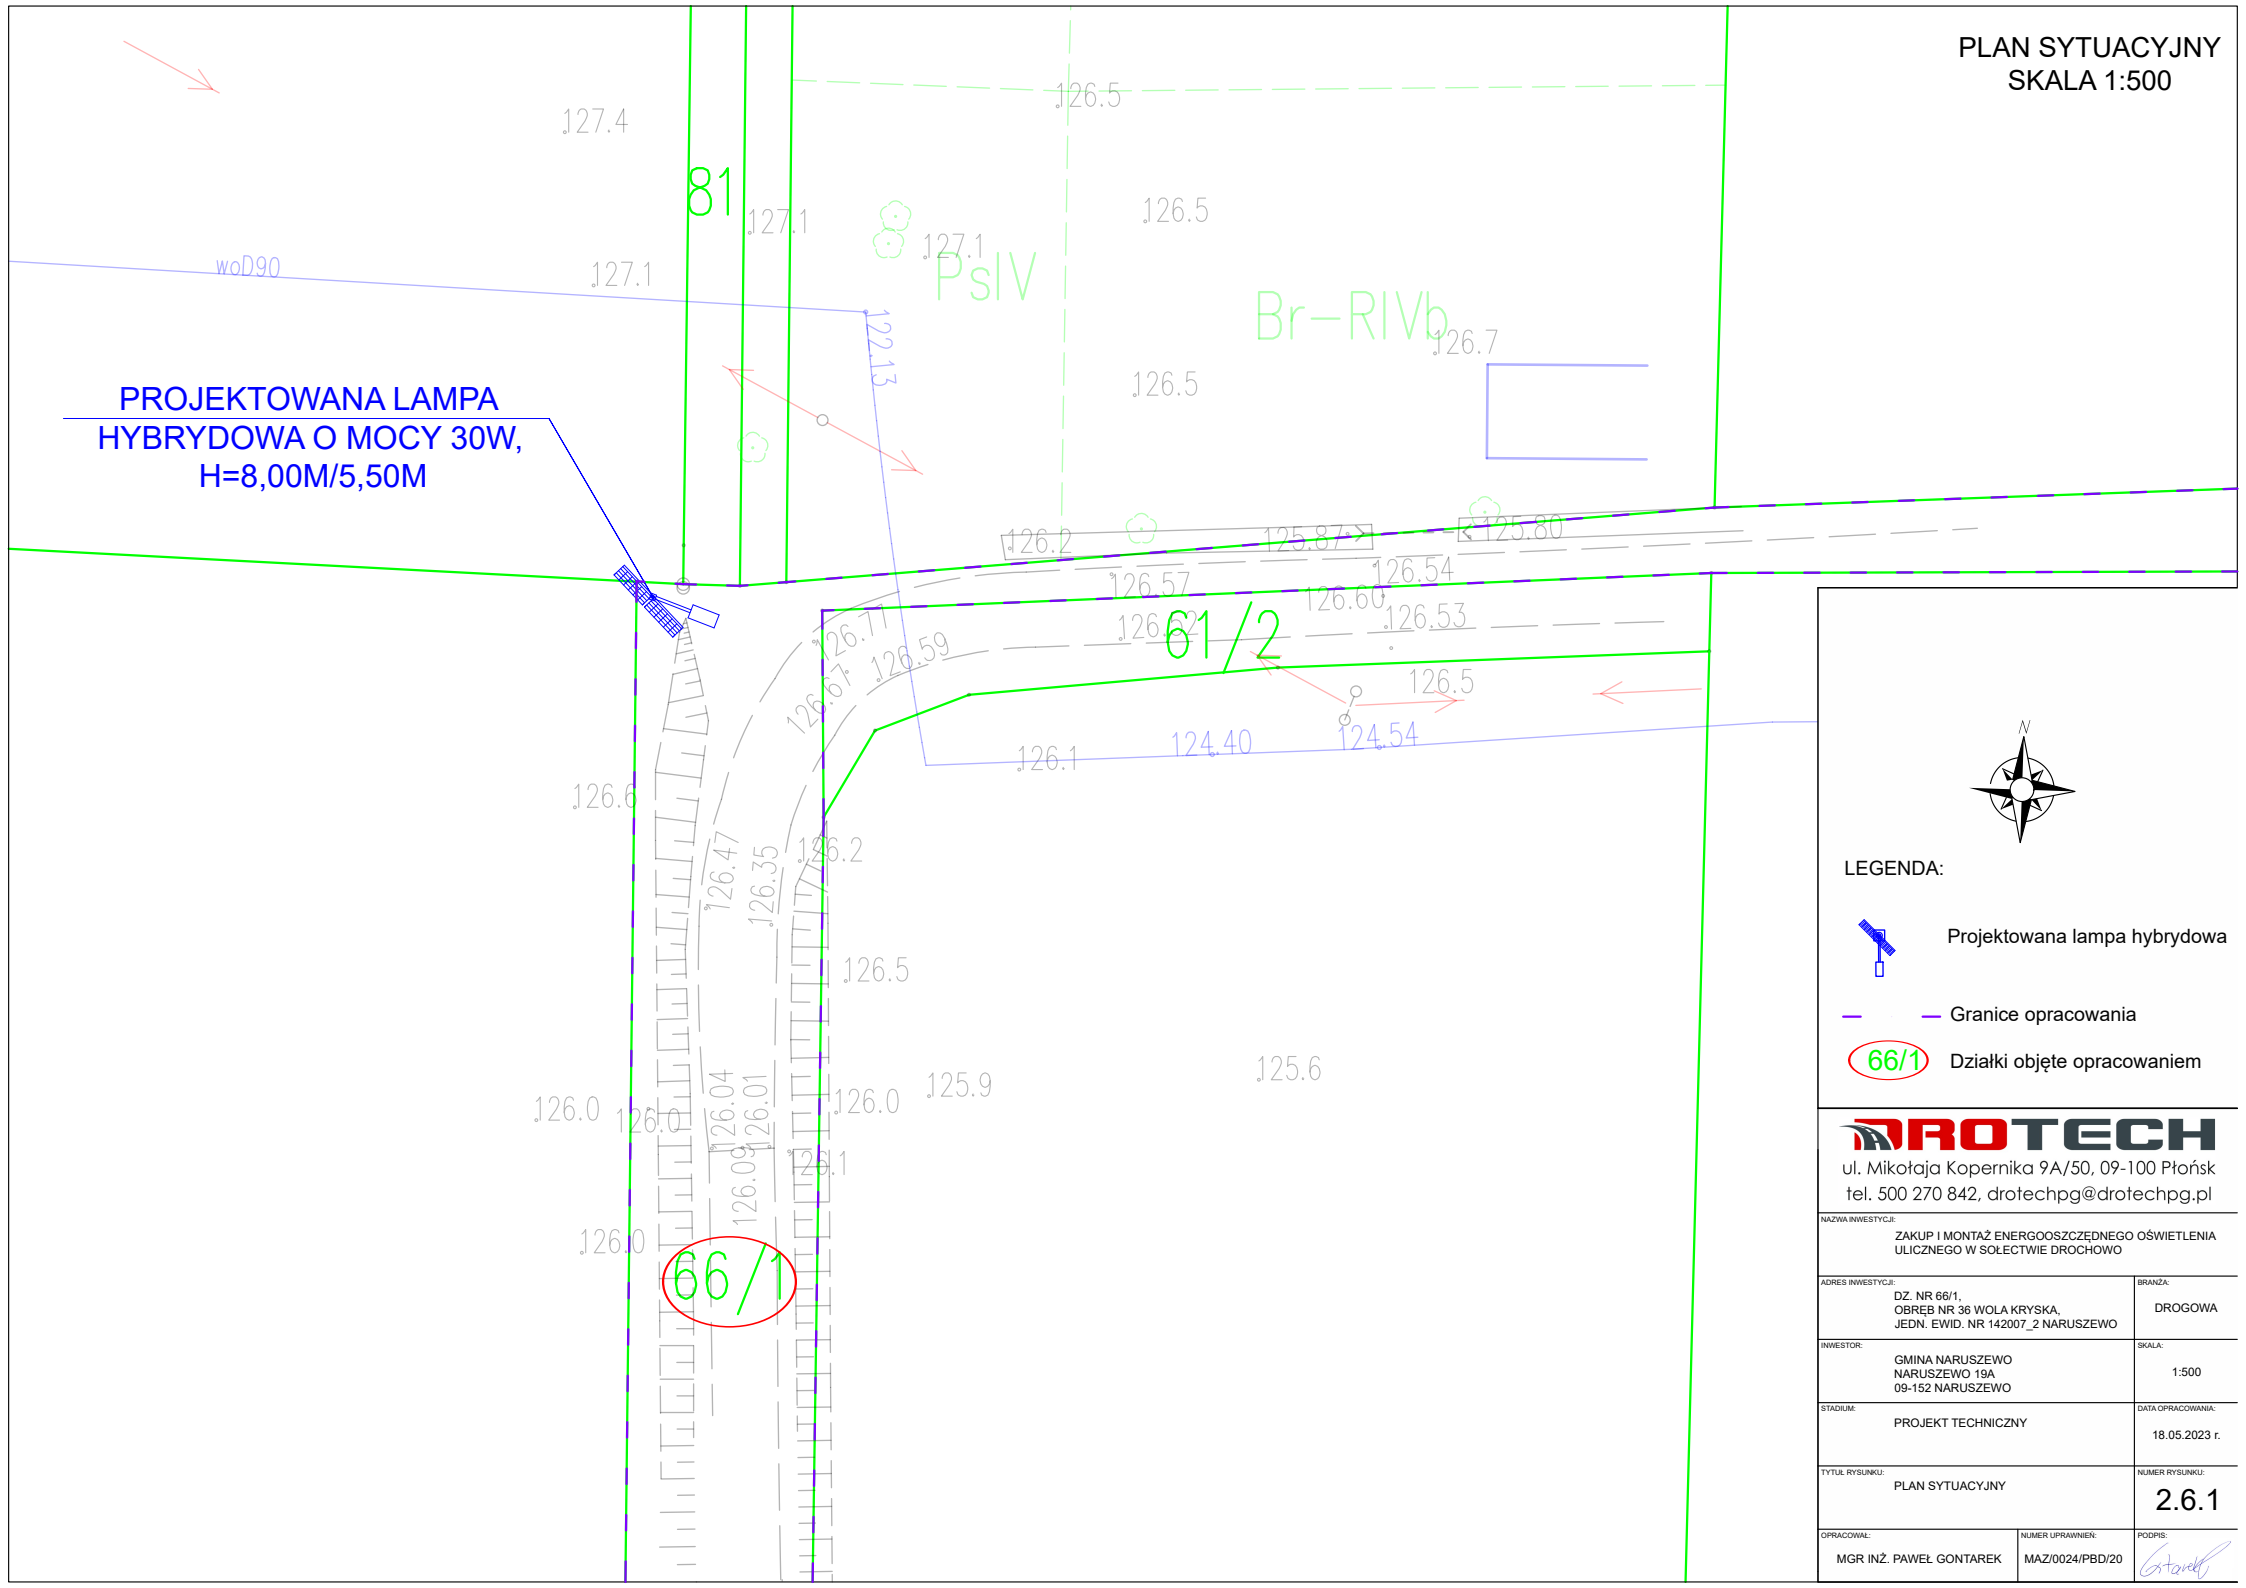 PLAN SYTUACYJNY
SKALA 1:500
127.4
126.5
81
127.1
127.1
126.5
woD90
127.1
PsIV
Br-RIVb
126.7
122.13
126.5
PROJEKTOWANA LAMPA
HYBRYDOWA O MOCY 30W,
H=8,00M/5,50M
126.2
125.87
125.80
126.57
126.54
126.60
126.53
126.62
61/2
126.77
126.59
126.67
126.5
124.40
124.54
126.1
126.6
126.47
126.35
126.2
126.5
125.6
125.9
126.0
126.0
126.0
126.04
126.01
126.09
126.1
126.0
66/1
N
LEGENDA:
Projektowana lampa hybrydowa
Granice opracowania
66/1 Działki objęte opracowaniem
DROTECH
ul. Mikołaja Kopernika 9A/50, 09-100 Płońsk
tel. 500 270 842, drotechpg@drotechpg.pl
NAZWA INWESTYCJI:
ZAKUP I MONTAŻ ENERGOOSZCZĘDNEGO OŚWIETLENIA
ULICZNEGO W SOŁECTWIE DROCHOWO
ADRES INWESTYCJI:
DZ. NR 66/1,
OBRĘB NR 36 WOLA KRYSKA,
JEDN. EWID. NR 142007_2 NARUSZEWO
BRANŻA:
DROGOWA
INWESTOR:
GMINA NARUSZEWO
NARUSZEWO 19A
09-152 NARUSZEWO
SKALA:
1:500
STADIUM:
PROJEKT TECHNICZNY
DATA OPRACOWANIA:
18.05.2023 r.
TYTUŁ RYSUNKU:
PLAN SYTUACYJNY
NUMER RYSUNKU:
2.6.1
OPRACOWAŁ:
MGR INŻ. PAWEŁ GONTAREK
NUMER UPRAWNIEŃ:
MAZ/0024/PBD/20
PODPIS: